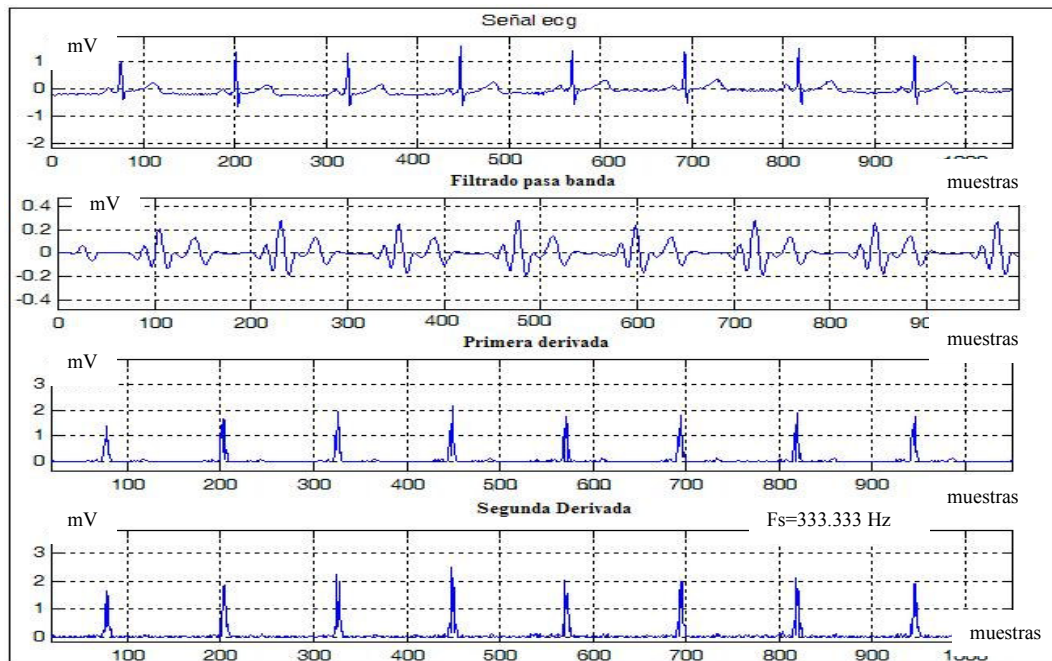 Señal ecg
mV
1
0
-1
-2
0 100 200 300 400 500 600 700 800 900
muestras
Filtrado pasa banda
mV
0.4
0.2
0
-0.2
-0.4
0 100 200 300 400 500 600 700 800
muestras
Primera derivada
mV
3
2
1
0
100 200 300 400 500 600 700 800 900
muestras
Segunda Derivada
mV
Fs=333.333 Hz
3
2
1
0
100 200 300 400 500 600 700 800 900
muestras